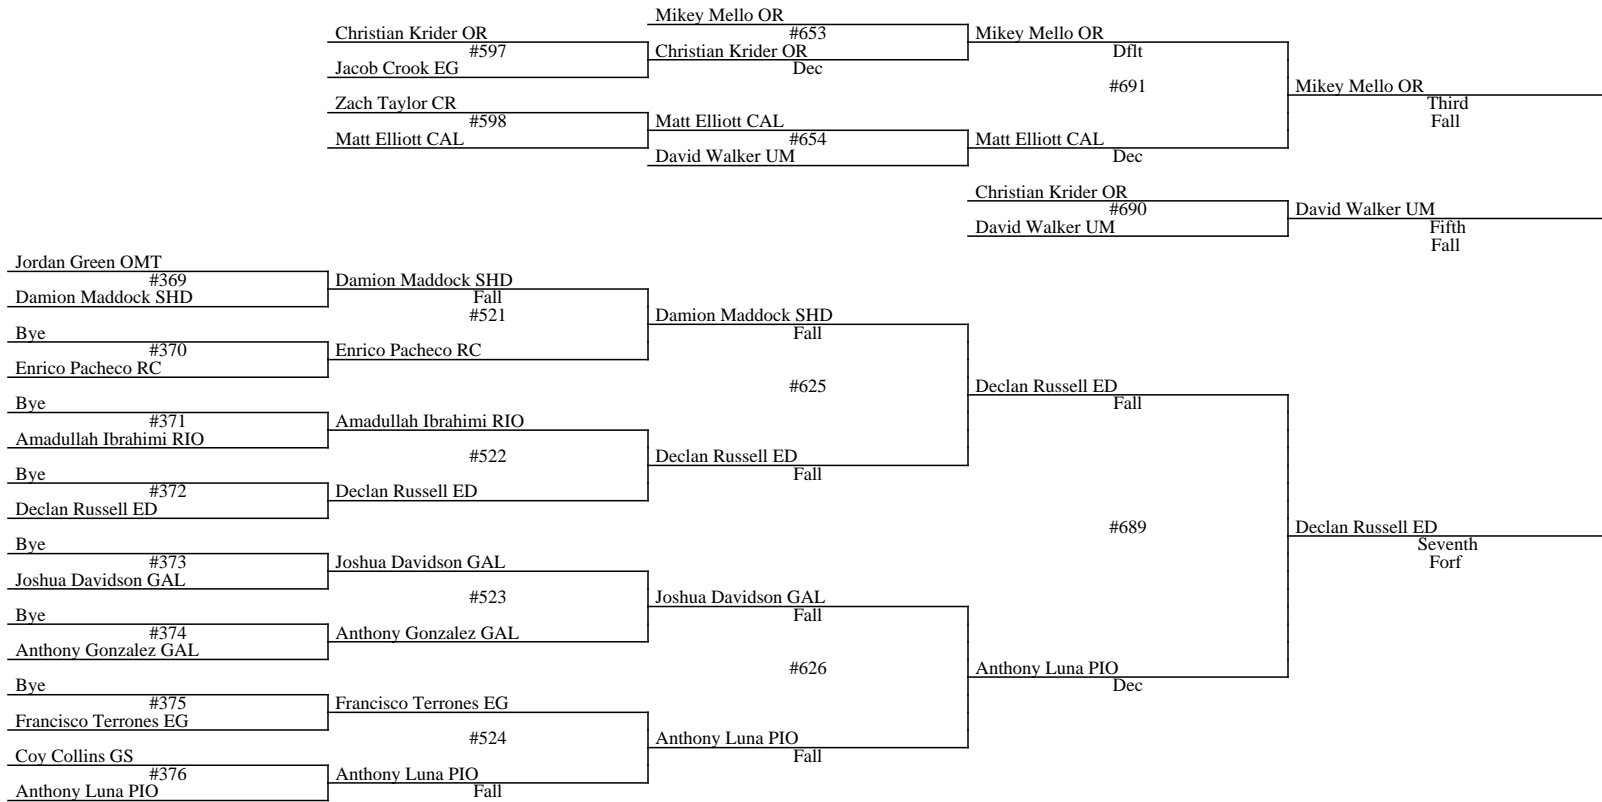 Mikey Mello OR
Christian Krider OR
#653
Mikey Mello OR
#597
Christian Krider OR
Dflt
Jacob Crook EG
Dec
#691
Mikey Mello OR
Zach Taylor CR
Third
#598
Matt Elliott CAL
Fall
Matt Elliott CAL
#654
Matt Elliott CAL
David Walker UM
Dec
Christian Krider OR
#690
David Walker UM
David Walker UM
Fifth
Fall
Jordan Green OMT
#369
Damion Maddock SHD
Damion Maddock SHD
Fall
#521
Damion Maddock SHD
Bye
Fall
#370
Enrico Pacheco RC
Enrico Pacheco RC
#625
Declan Russell ED
Bye
Fall
#371
Amadullah Ibrahimi RIO
Amadullah Ibrahimi RIO
#522
Declan Russell ED
Bye
Fall
#372
Declan Russell ED
Declan Russell ED
#689
Declan Russell ED
Bye
Seventh
#373
Joshua Davidson GAL
Forf
Joshua Davidson GAL
#523
Joshua Davidson GAL
Bye
Fall
#374
Anthony Gonzalez GAL
Anthony Gonzalez GAL
#626
Anthony Luna PIO
Bye
Dec
#375
Francisco Terrones EG
Francisco Terrones EG
#524
Anthony Luna PIO
Coy Collins GS
Fall
#376
Anthony Luna PIO
Anthony Luna PIO
Fall